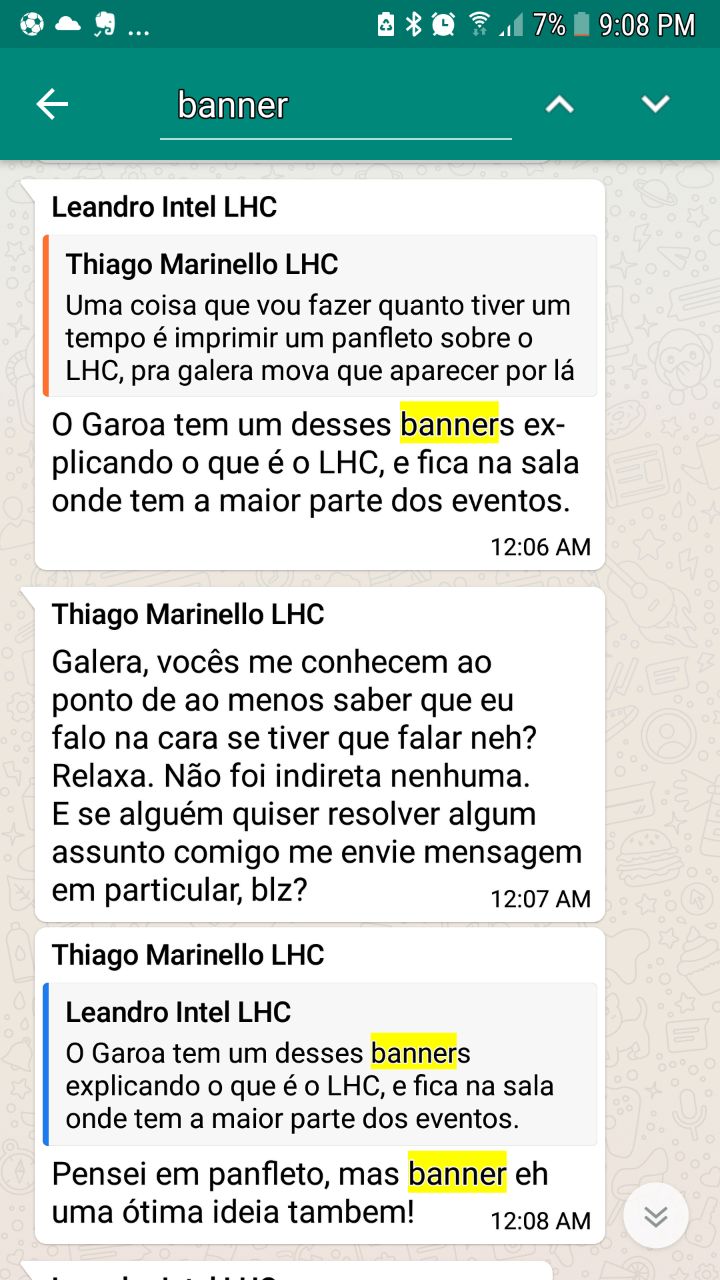 ... 7% 9:08 PM
banner
Leandro Intel LHC
Thiago Marinello LHC
Uma coisa que vou fazer quanto tiver um
tempo é imprimir um panfleto sobre o
LHC, pra galera mova que aparecer por lá
O Garoa tem um desses banners ex-
plicando o que é o LHC, e fica na sala
onde tem a maior parte dos eventos.
12:06 AM
Thiago Marinello LHC
Galera, vocês me conhecem ao
ponto de ao menos saber que eu
falo na cara se tiver que falar neh?
Relaxa. Não foi indireta nenhuma.
E se alguém quiser resolver algum
assunto comigo me envie mensagem
em particular, blz? 12:07 AM
Thiago Marinello LHC
Leandro Intel LHC
O Garoa tem um desses banners
explicando o que é o LHC, e fica na sala
onde tem a maior parte dos eventos.
Pensei em panfleto, mas banner eh
uma ótima ideia tambem! 12:08 AM